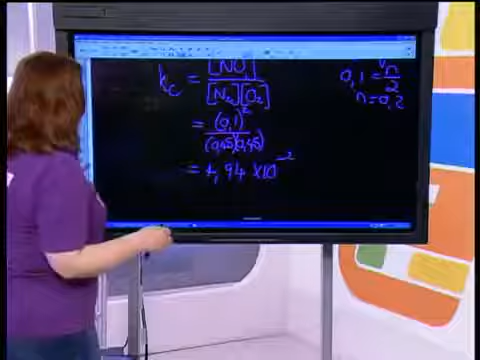 [NO]
Kc = [N₂][O₂]
= (0,1)²
(0,45)(0,45)
= 4,94 x10⁻²
0,1 = n
2
n = 0,2